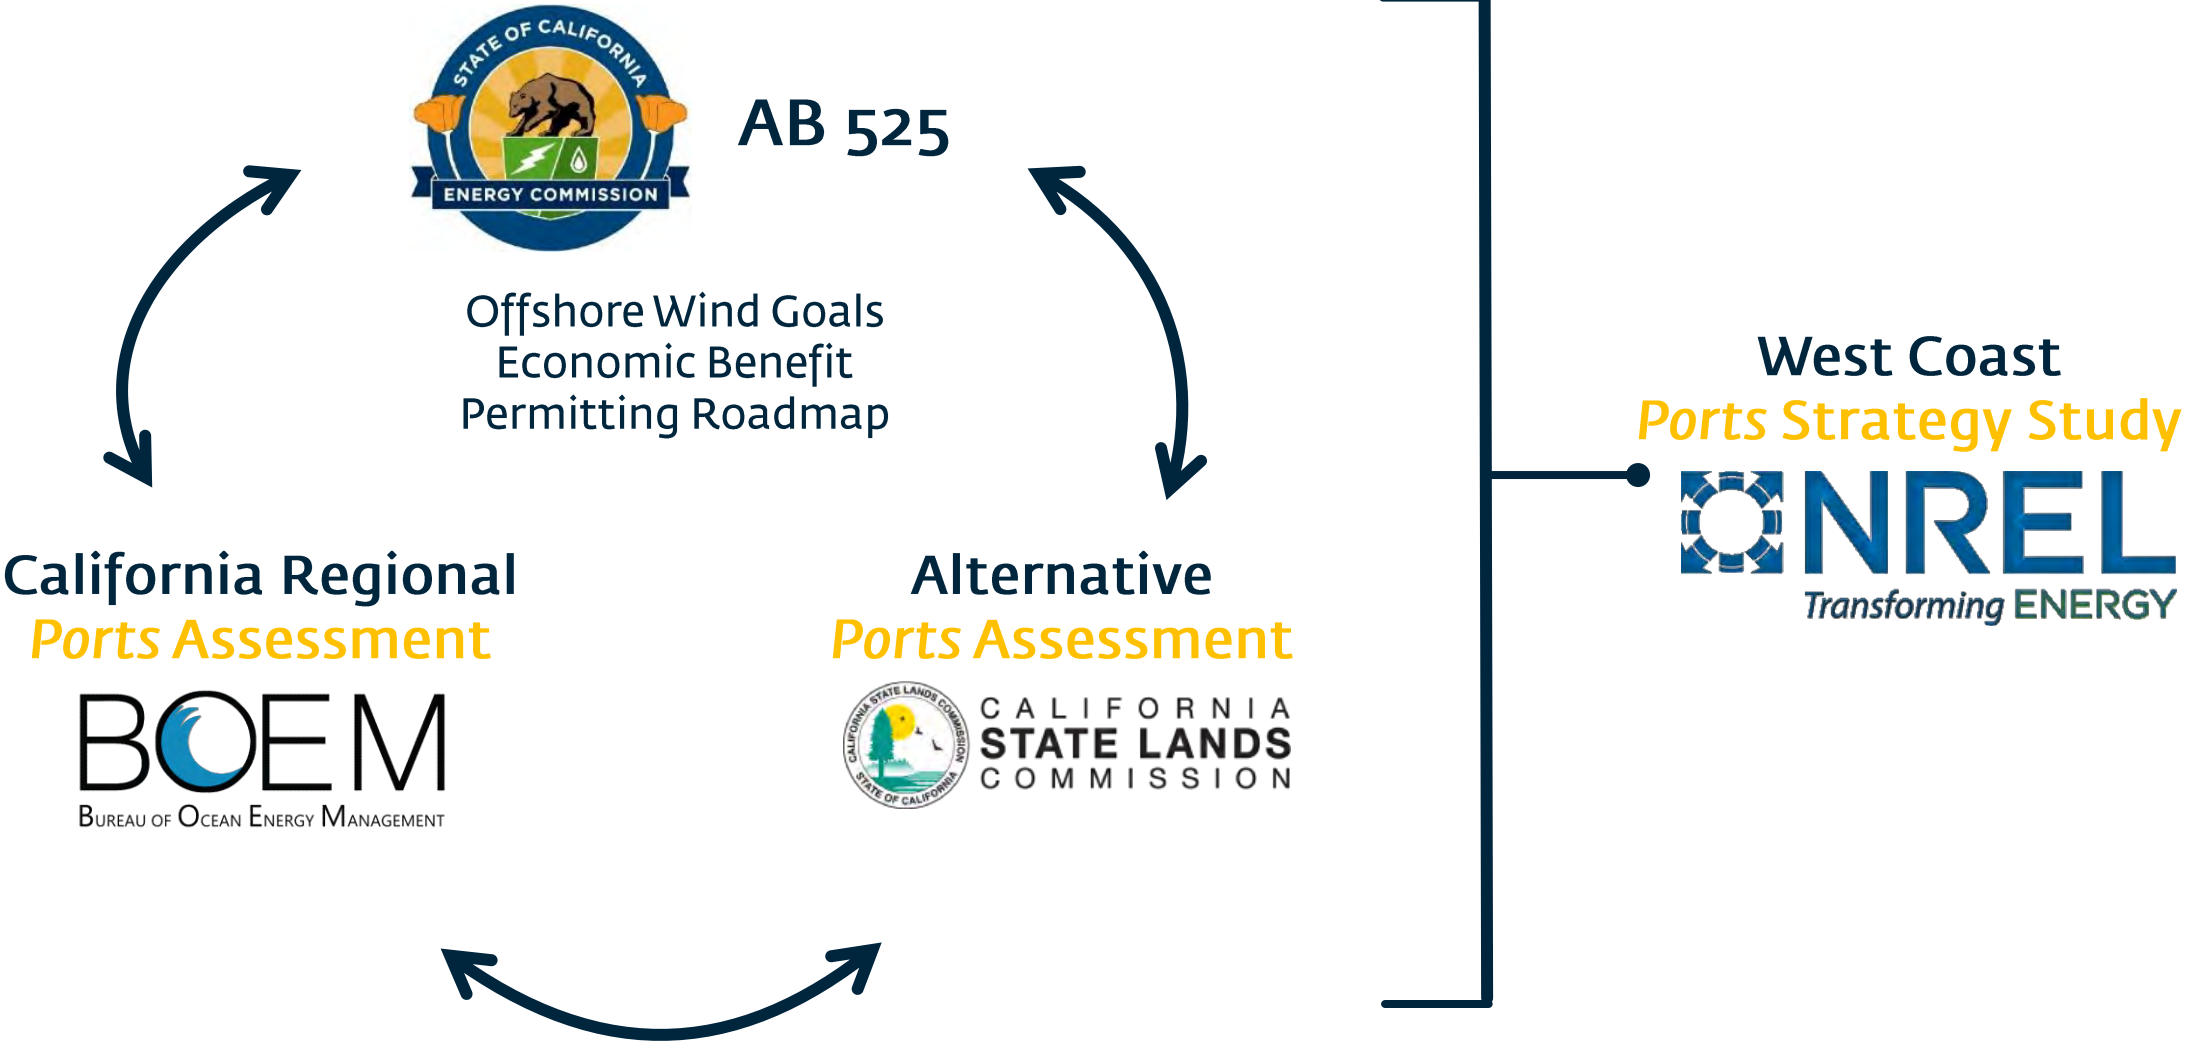 STATE OF CALIFORNIA
ENERGY COMMISSION
AB 525
Offshore Wind Goals
Economic Benefit
Permitting Roadmap
California Regional
Ports Assessment
BOEM
BUREAU OF OCEAN ENERGY MANAGEMENT
Alternative
Ports Assessment
CALIFORNIA STATE LANDS COMMISSION
STATE OF CALIFORNIA
CALIFORNIA
STATE LANDS
COMMISSION
West Coast
Ports Strategy Study
NREL
Transforming ENERGY